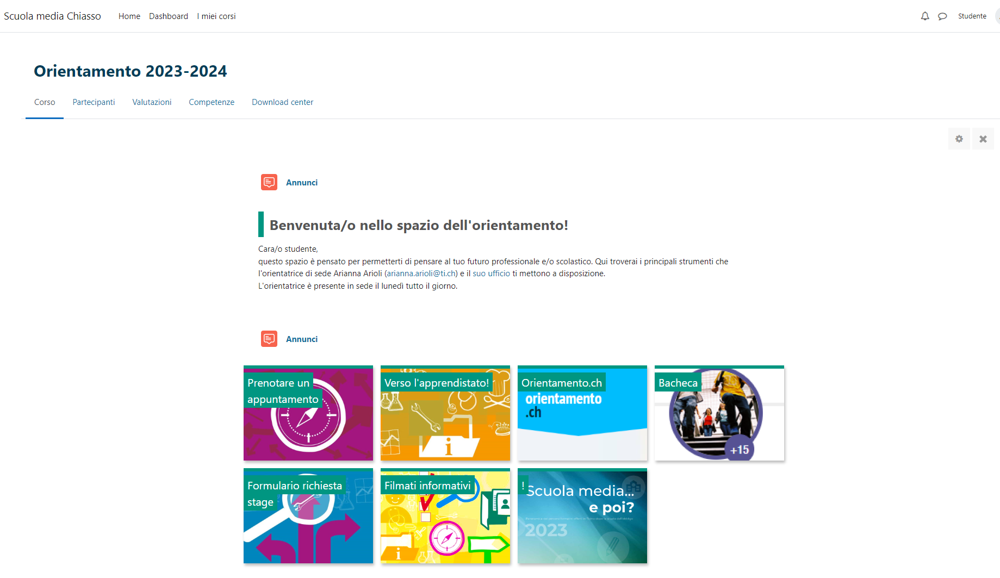 Scuola media Chiasso Home Dashboard I miei corsi Studente
Orientamento 2023-2024
Corso Partecipanti Valutazioni Competenze Download center
Annunci
Benvenuta/o nello spazio dell'orientamento!
Cara/o studente,
questo spazio è pensato per permetterti di pensare al tuo futuro professionale e/o scolastico. Qui troverai i principali strumenti che
l'orientatrice di sede Arianna Arioli (arianna.arioli@ti.ch) e il suo ufficio ti mettono a disposizione.
L'orientatrice è presente in sede il lunedì tutto il giorno.
Annunci
Prenotare un
appuntamento
Verso l'apprendistato!
i
Orientamento.ch
orientamento
.ch
Bacheca
+15
Formulario richiesta
stage
Filmati informativi
i
!
Scuola media...
e poi?
2023